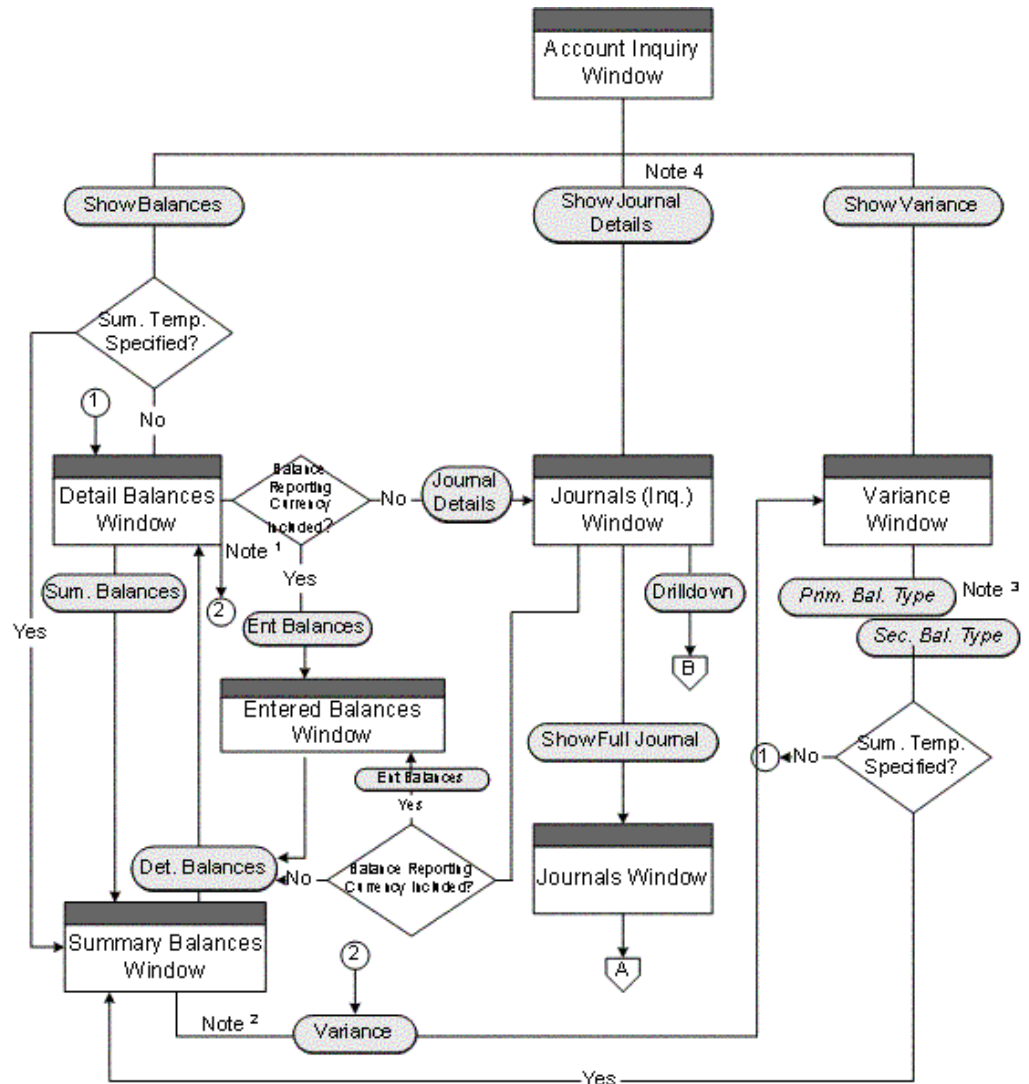 Account Inquiry
Window
Note 4
Show Balances
Show Journal
Details
Show Variance
Sum. Temp.
Specified?
1
No
Detail Balances
Window
Balance
Reporting
Currency
Included?
No
Journal
Details
Journals (Inq.)
Window
Variance
Window
Note 1
Yes
2
Sum. Balances
Yes
Ent Balances
Drilldown
B
Prim. Bal. Type
Note 3
Sec. Bal. Type
Entered Balances
Window
Show Full Journal
1
No
Sum. Temp.
Specified?
Ent Balances
Yes
Det. Balances
No
Balance Reporting
Currency Included?
Journals Window
Summary Balances
Window
2
A
Note 2
Variance
Yes